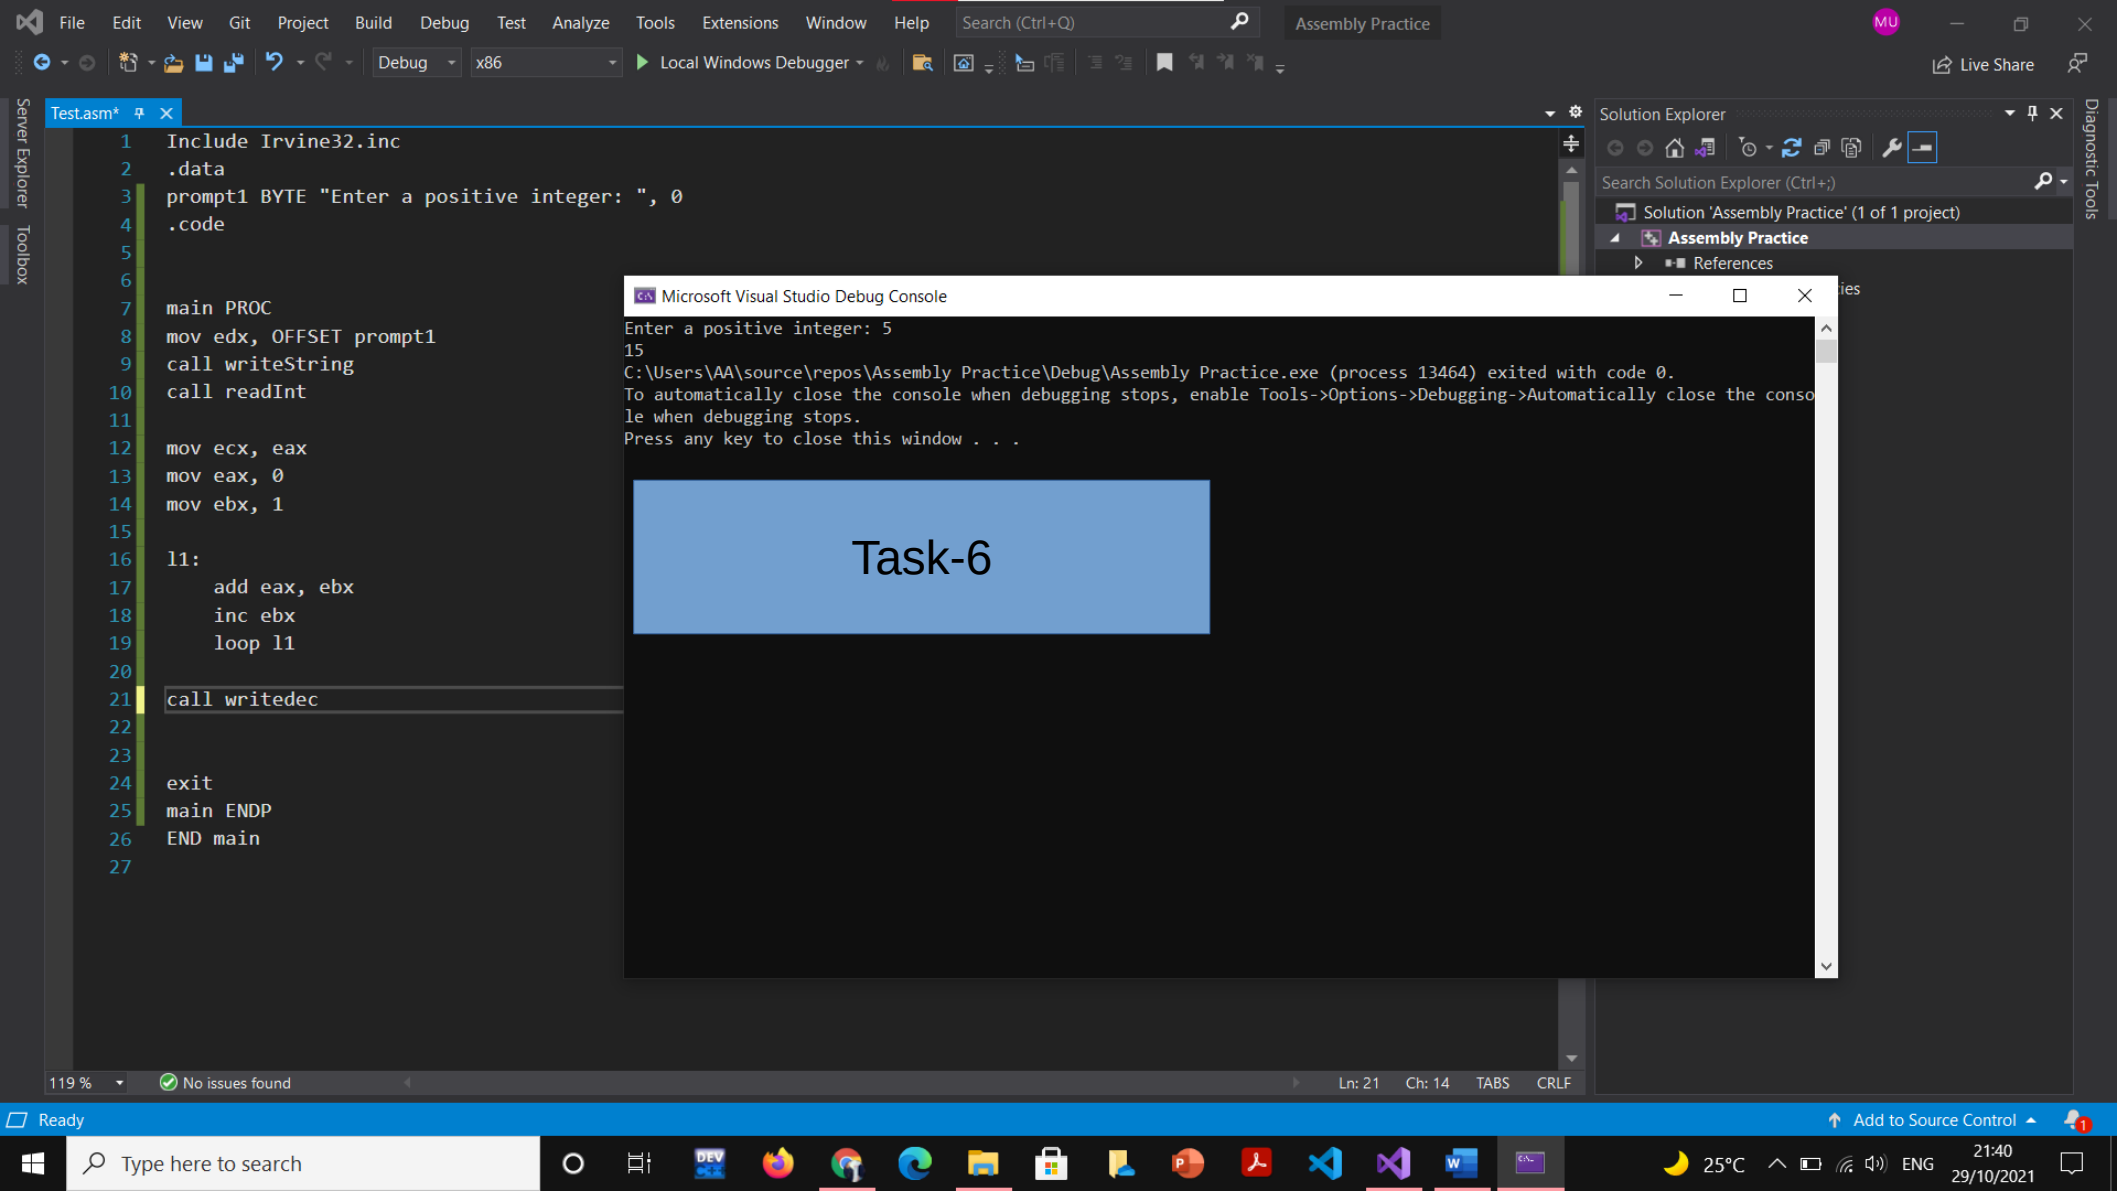 File Edit View Git Project Build Debug Test Analyze Tools Extensions Window Help Search (Ctrl+Q) Assembly Practice MU
Debug x86 Local Windows Debugger Live Share
Server Explorer
Toolbox
Test.asm*
1 Include Irvine32.inc
2 .data
3 prompt1 BYTE "Enter a positive integer: ", 0
4 .code
5
6
7 main PROC
8 mov edx, OFFSET prompt1
9 call writeString
10 call readInt
11
12 mov ecx, eax
13 mov eax, 0
14 mov ebx, 1
15
16 l1:
17 add eax, ebx
18 inc ebx
19 loop l1
20
21 call writedec
22
23
24 exit
25 main ENDP
26 END main
27
Microsoft Visual Studio Debug Console
Enter a positive integer: 5
15
C:\Users\AA\source\repos\Assembly Practice\Debug\Assembly Practice.exe (process 13464) exited with code 0.
To automatically close the console when debugging stops, enable Tools->Options->Debugging->Automatically close the conso
le when debugging stops.
Press any key to close this window . . .
Task-6
Solution Explorer
Search Solution Explorer (Ctrl+;)
Solution 'Assembly Practice' (1 of 1 project)
Assembly Practice
References
ies
Diagnostic Tools
119 % No issues found Ln: 21 Ch: 14 TABS CRLF
Ready Add to Source Control 1
Type here to search DEV C++ 25°C ENG 21:40
29/10/2021